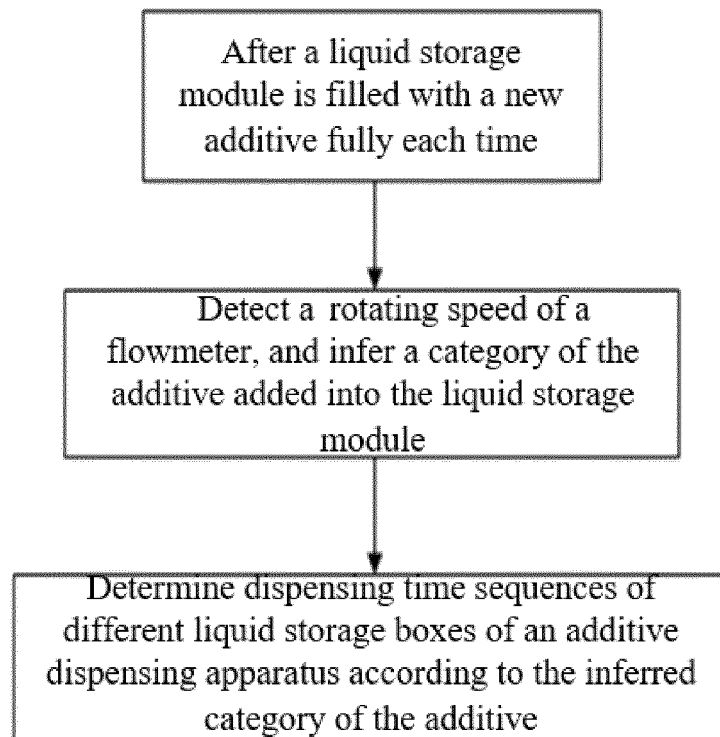 After a liquid storage
module is filled with a new
additive fully each time
Detect a rotating speed of a
flowmeter, and infer a category of the
additive added into the liquid storage
module
Determine dispensing time sequences of
different liquid storage boxes of an additive
dispensing apparatus according to the inferred
category of the additive